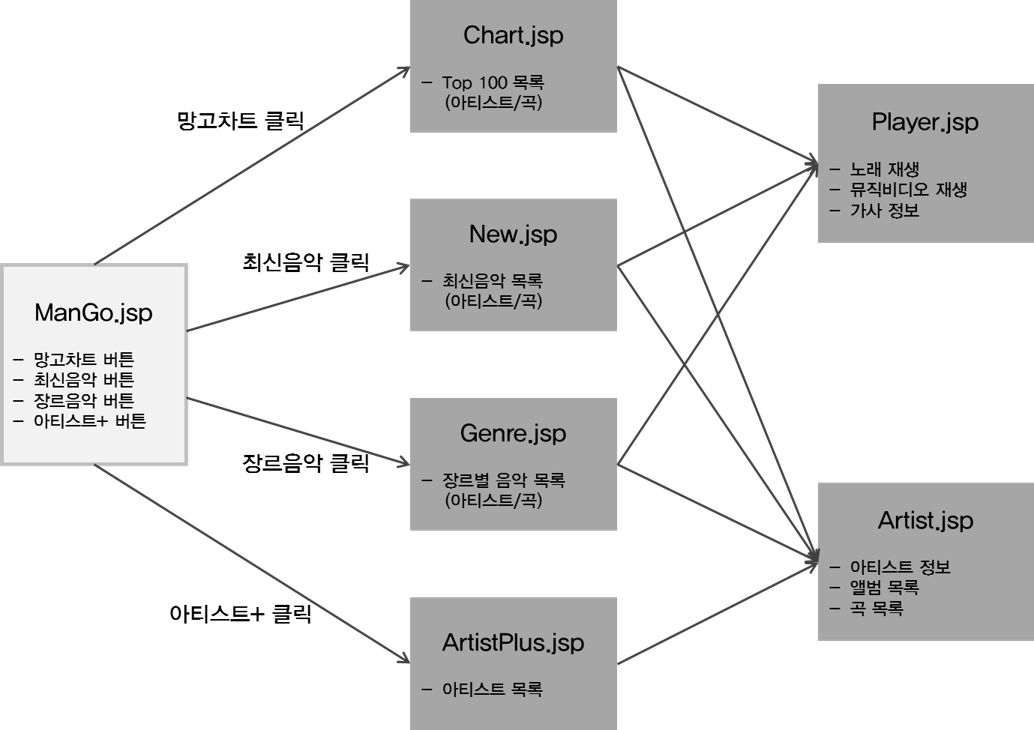 Chart.jsp
– Top 100 목록
(아티스트/곡)
망고차트 클릭
Player.jsp
– 노래 재생
– 뮤직비디오 재생
– 가사 정보
New.jsp
– 최신음악 목록
(아티스트/곡)
최신음악 클릭
ManGo.jsp
– 망고차트 버튼
– 최신음악 버튼
– 장르음악 버튼
– 아티스트+ 버튼
장르음악 클릭
Genre.jsp
– 장르별 음악 목록
(아티스트/곡)
Artist.jsp
– 아티스트 정보
– 앨범 목록
– 곡 목록
아티스트+ 클릭
ArtistPlus.jsp
– 아티스트 목록